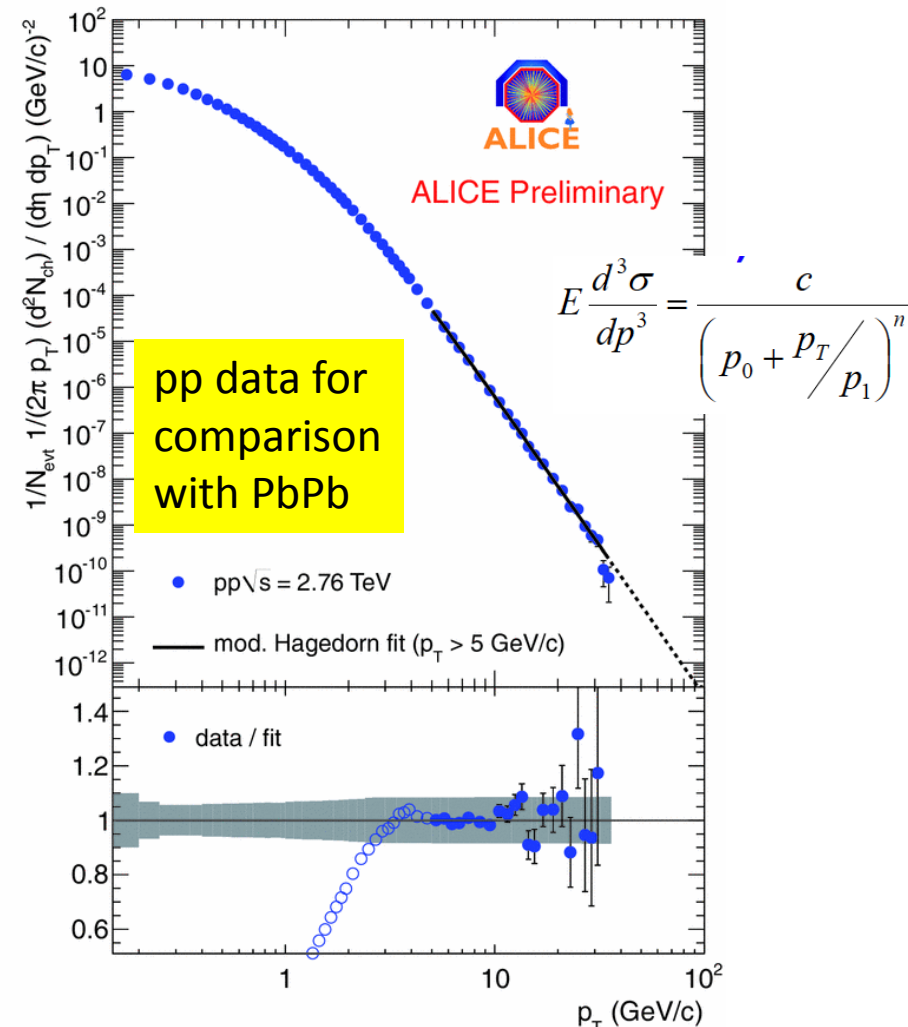 1/N_evt 1/(2π p_T) (d²N_ch) / (dη dp_T) (GeV/c)⁻²
10²
10
1
10⁻¹
10⁻²
10⁻³
10⁻⁴
10⁻⁵
10⁻⁶
10⁻⁷
10⁻⁸
10⁻⁹
10⁻¹⁰
10⁻¹¹
10⁻¹²
ALICE
ALICE Preliminary
E d³σ/dp³ = c/(p₀ + p_T/p₁)ⁿ
pp data for
comparison
with PbPb
pp√s = 2.76 TeV
mod. Hagedorn fit (p_T > 5 GeV/c)
1.4
1.2
1
0.8
0.6
data / fit
1 10 10²
p_T (GeV/c)